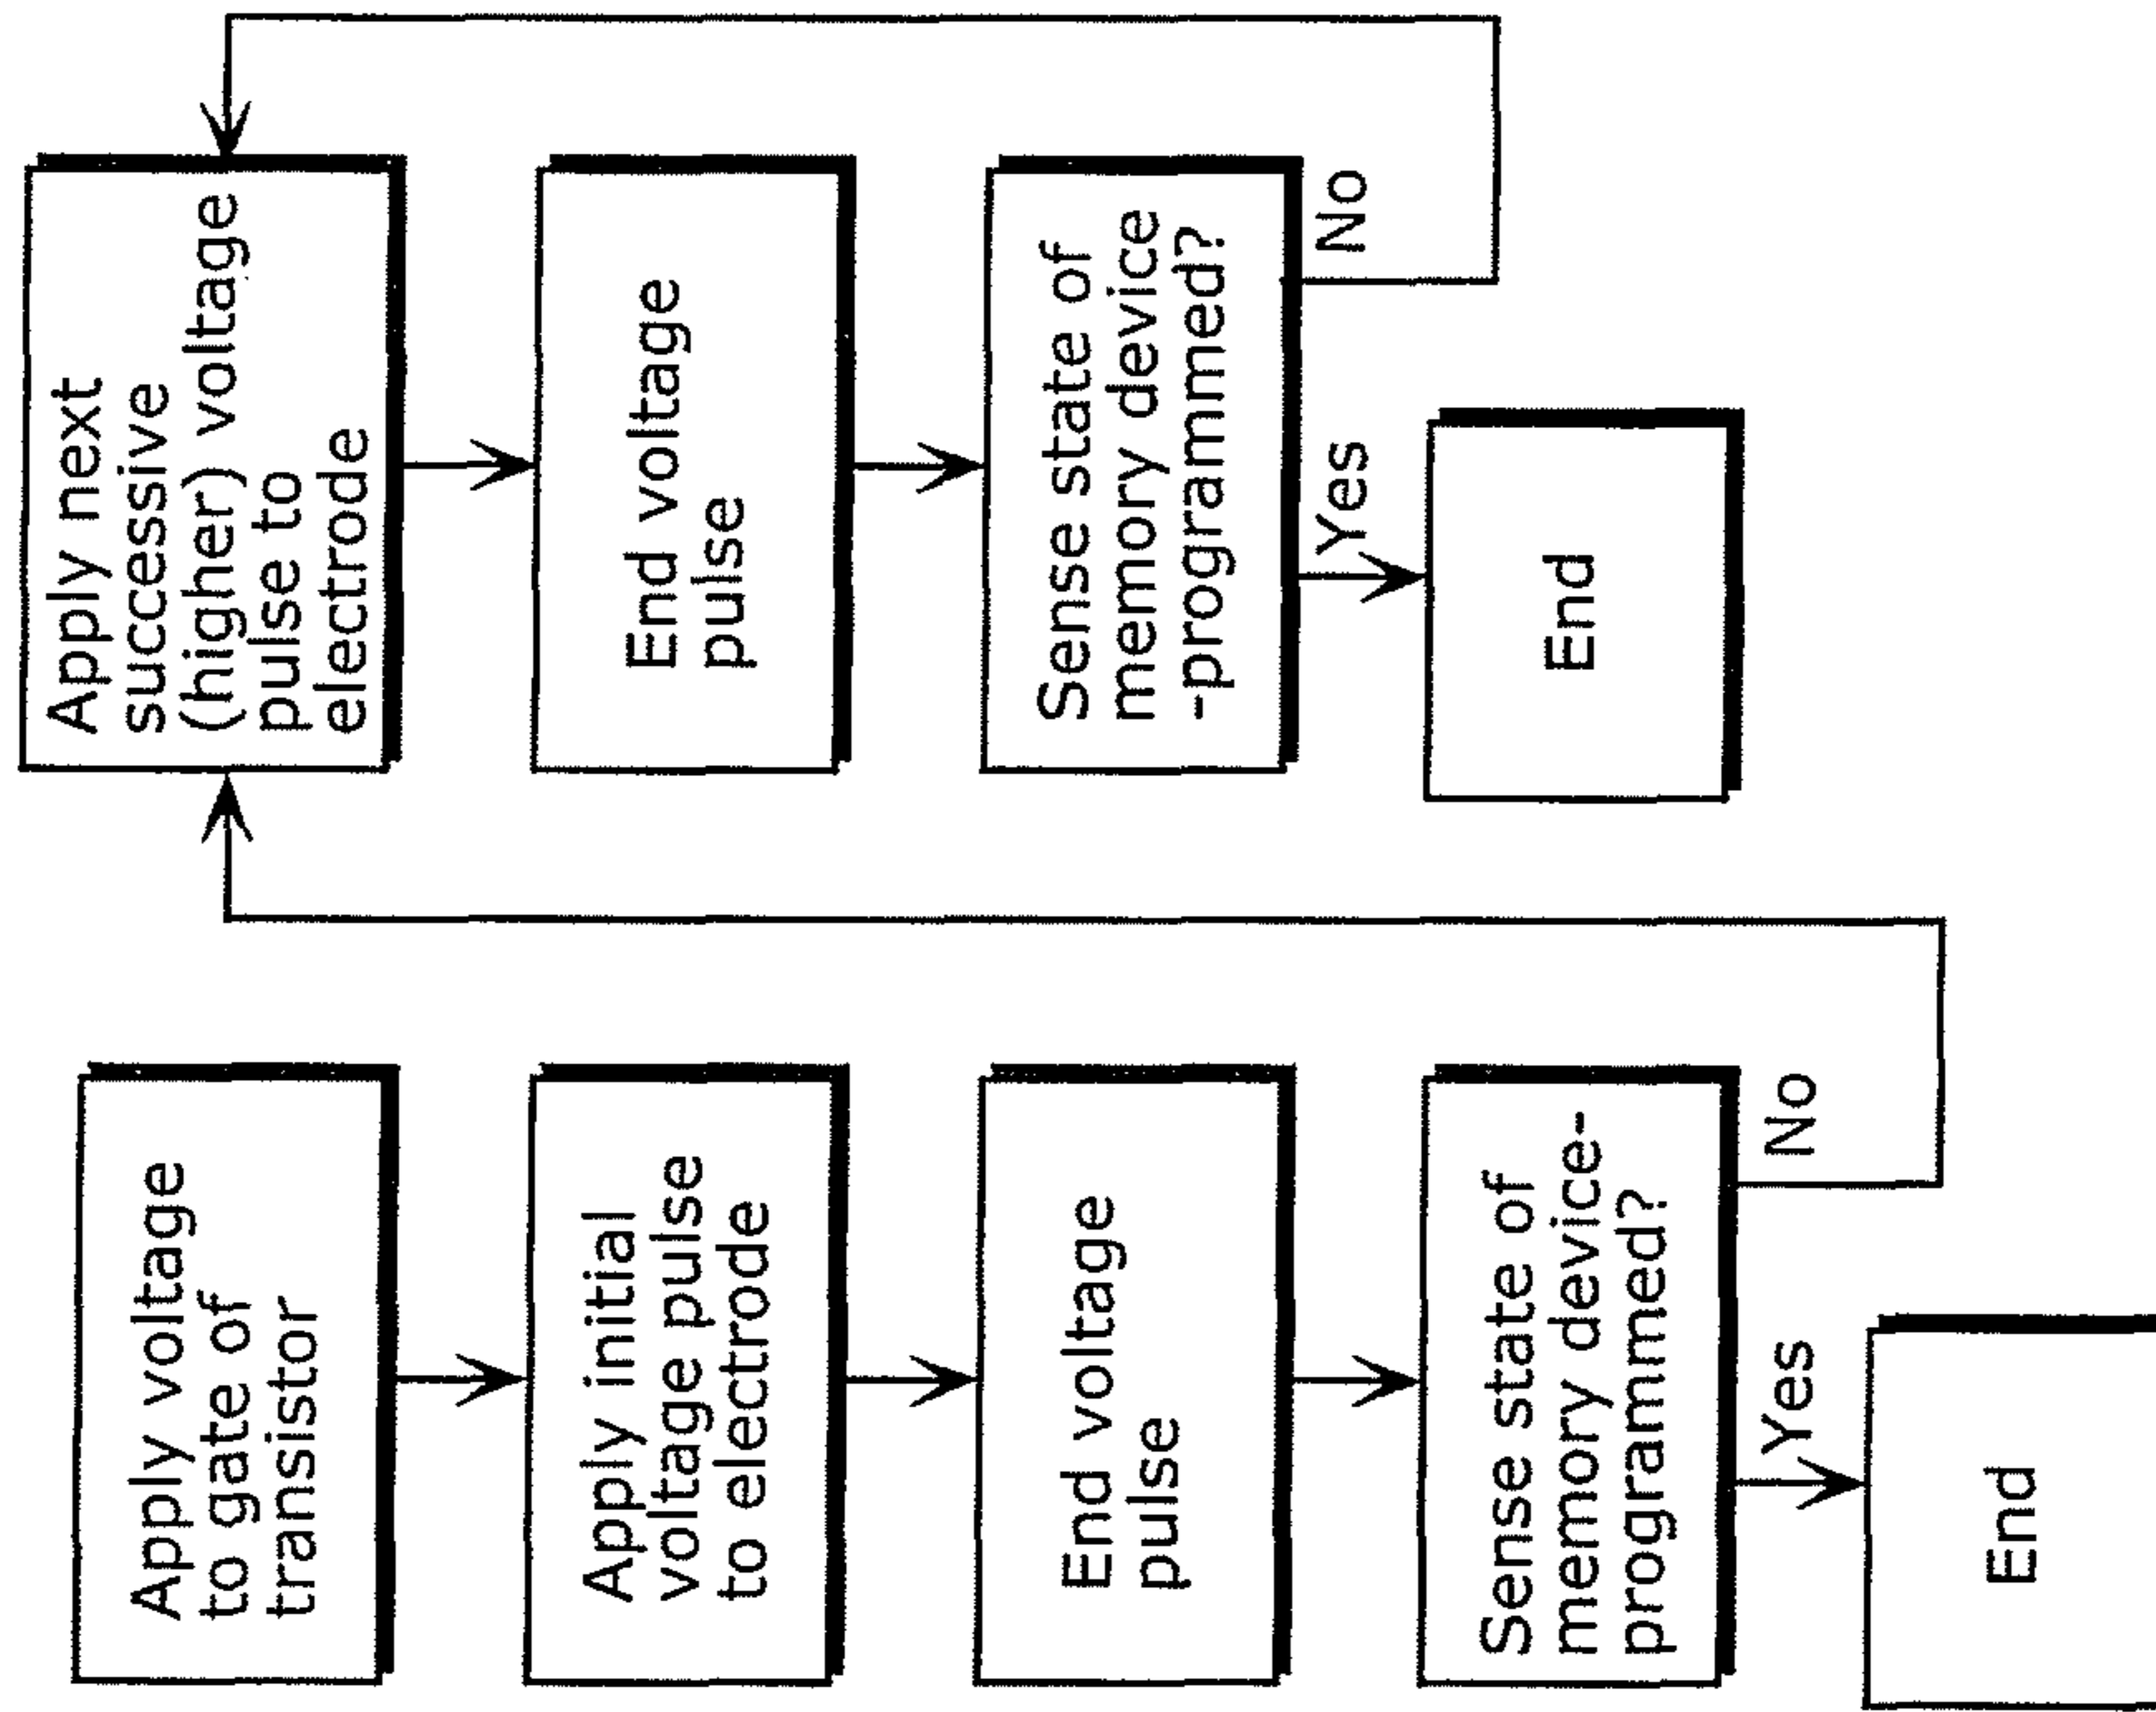 Apply voltage
to gate of
transistor
Apply initial
voltage pulse
to electrode
End voltage
pulse
Sense state of
memory device-
programmed?
Yes
No
End
Apply next
successive
(higher) voltage
pulse to
electrode
End voltage
pulse
Sense state of
memory device
-programmed?
Yes
No
End